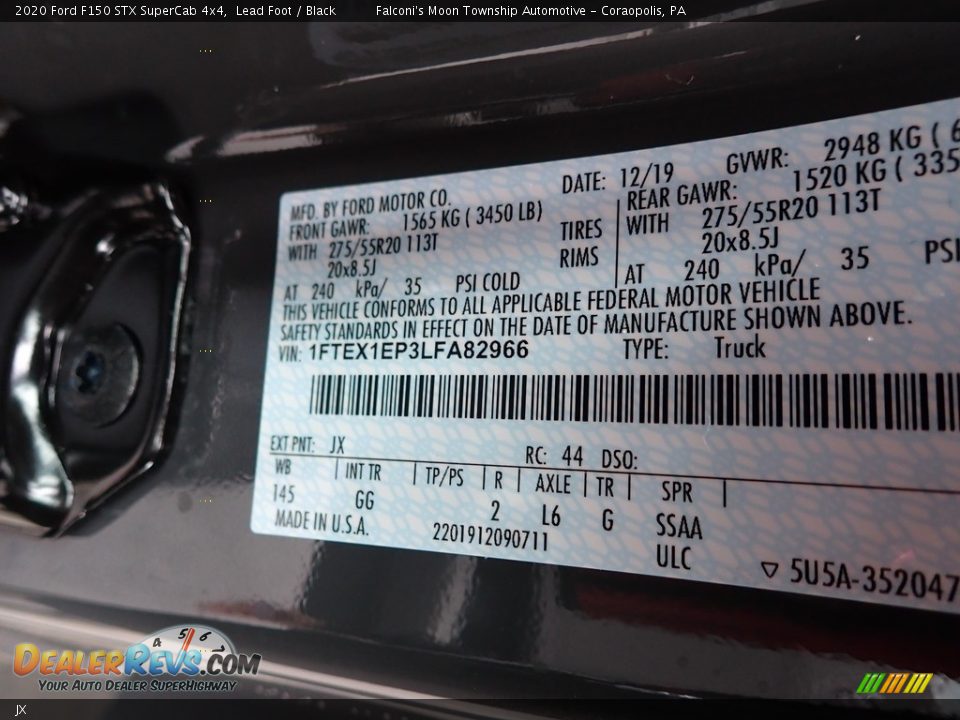 2020 Ford F150 STX SuperCab 4x4, Lead Foot / Black Falconi's Moon Township Automotive - Coraopolis, PA
MFD. BY FORD MOTOR CO. DATE: 12/19 GVWR: 2948 KG ( 6
FRONT GAWR: 1565 KG ( 3450 LB) REAR GAWR: 1520 KG ( 335
WITH 275/55R20 113T TIRES WITH 275/55R20 113T
20x8.5J RIMS 20x8.5J
AT 240 kPa/ 35 PSI COLD AT 240 kPa/ 35 PSI
THIS VEHICLE CONFORMS TO ALL APPLICABLE FEDERAL MOTOR VEHICLE
SAFETY STANDARDS IN EFFECT ON THE DATE OF MANUFACTURE SHOWN ABOVE.
VIN: 1FTEX1EP3LFA82966 TYPE: Truck
EXT PNT: JX RC: 44 DSO:
WB INT TR TP/PS R AXLE TR SPR
145 GG 2 L6 G SSAA
MADE IN U.S.A. 2201912090711 ULC
▽ 5U5A-352047
4 5 6
DealerRevs.com
Your Auto Dealer SuperHighway
JX